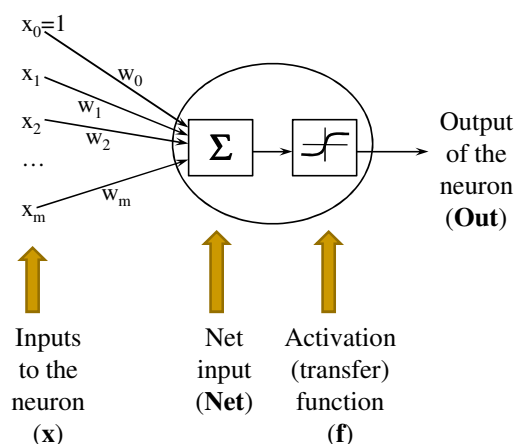 x0=1
x1
x2
…
xm
w0
w1
w2
wm
Σ
Output
of the
neuron
(Out)
Inputs
to the
neuron
(x)
Net
input
(Net)
Activation
(transfer)
function
(f)